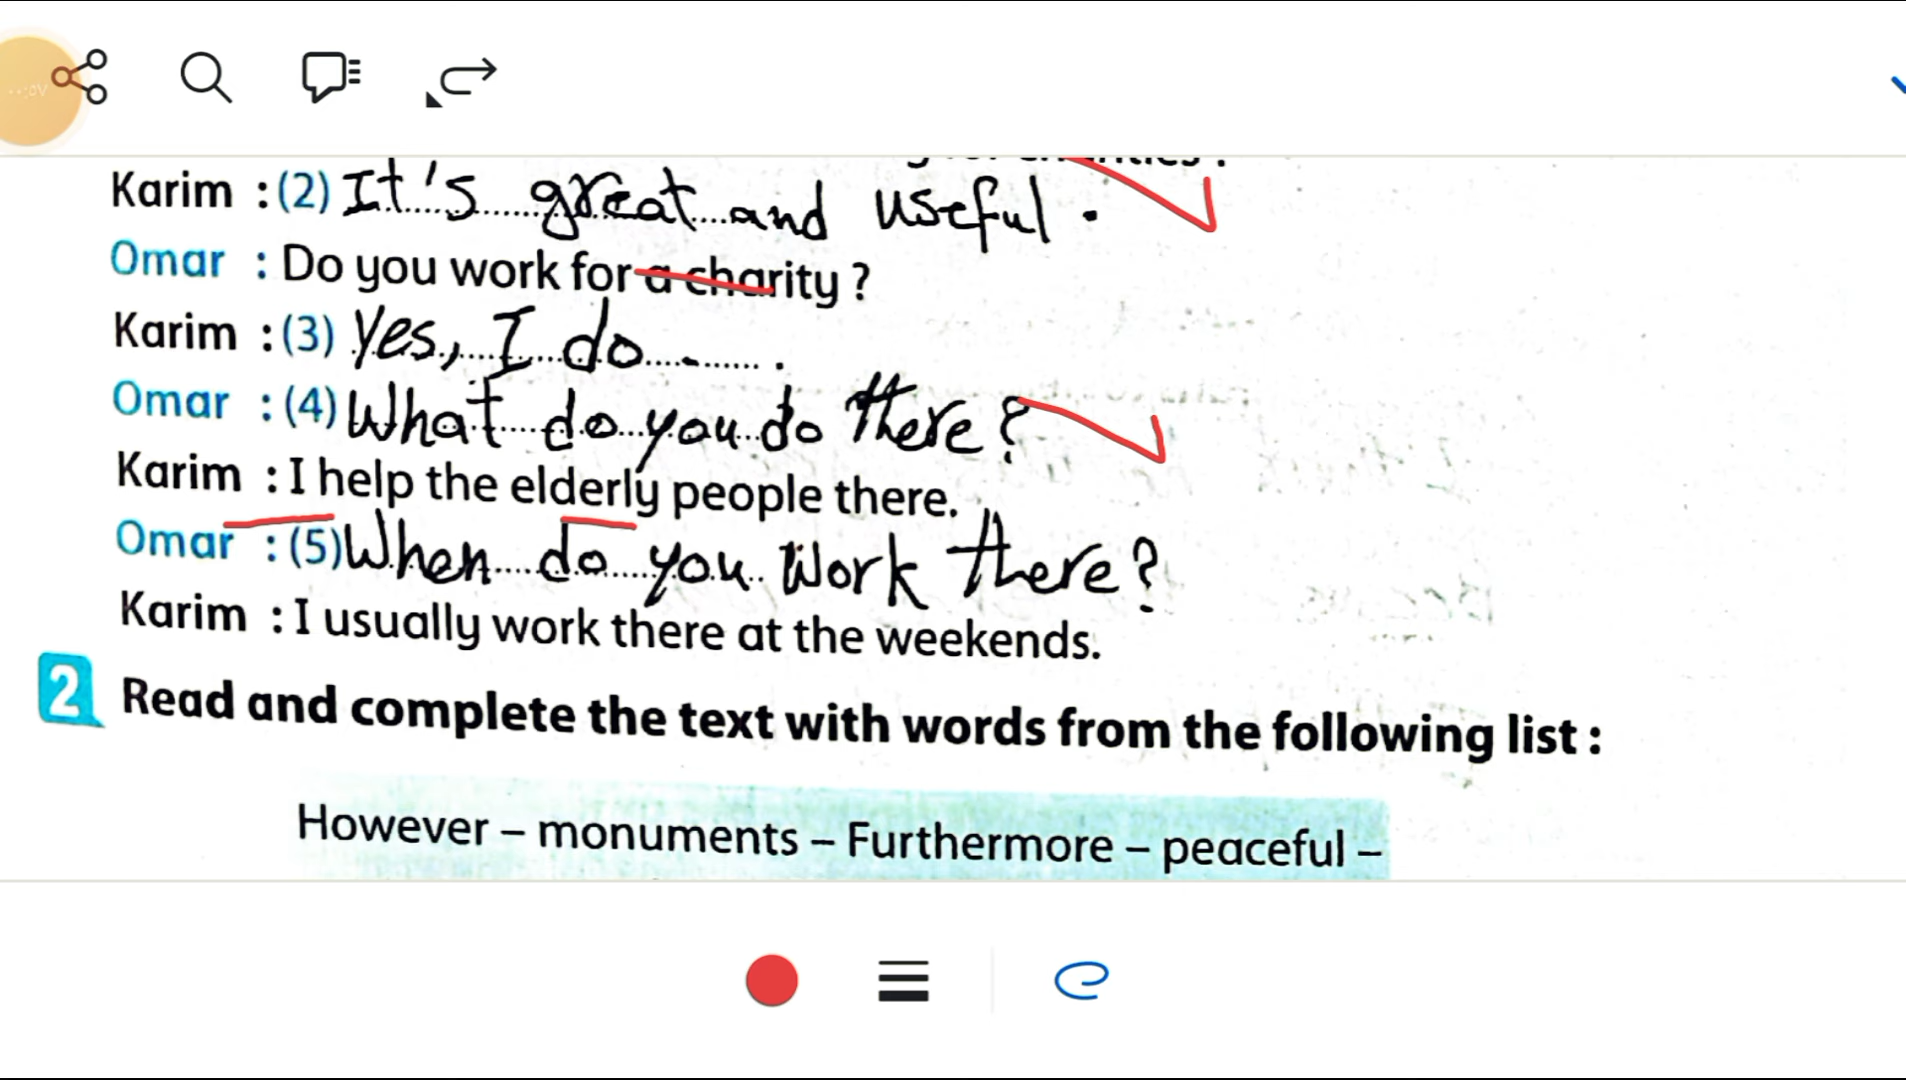 Karim : (2) It's great and useful.
Omar : Do you work for a charity ?
Karim : (3) Yes, I do .
Omar : (4) What do you do there?
Karim : I help the elderly people there.
Omar : (5) When do you work there?
Karim : I usually work there at the weekends.
2 Read and complete the text with words from the following list :
However – monuments – Furthermore – peaceful –